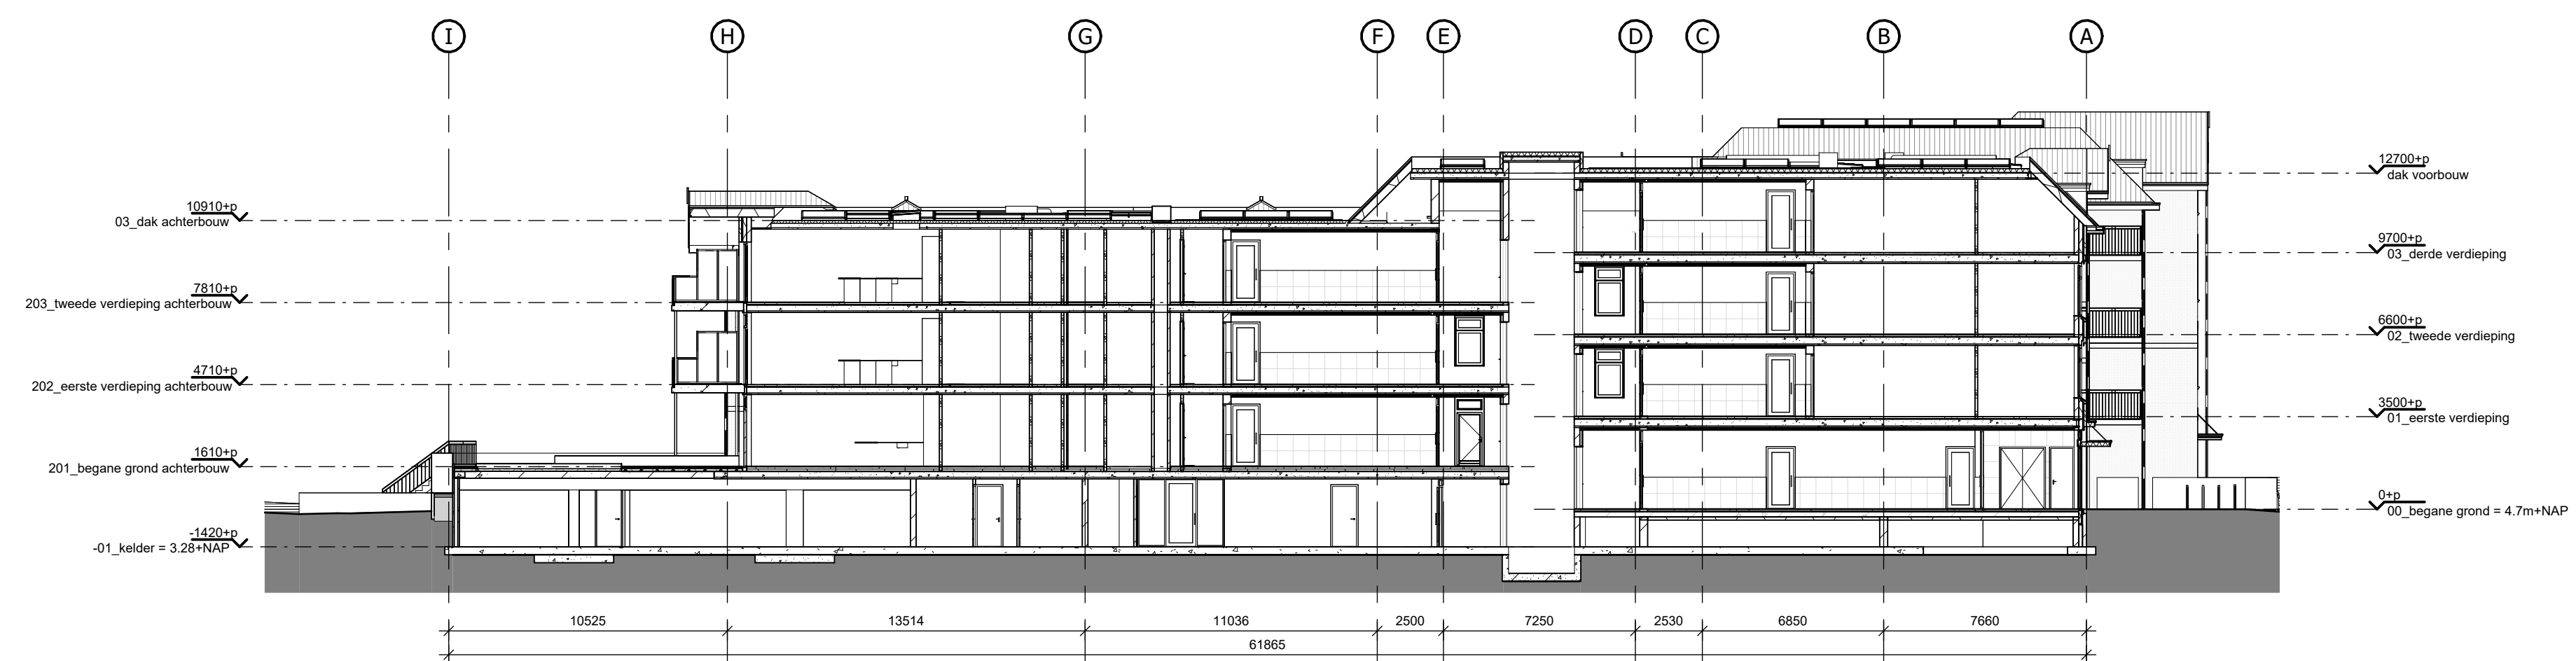 I H G F E D C B A
10910+p
03_dak achterbouw
7810+p
203_tweede verdieping achterbouw
4710+p
202_eerste verdieping achterbouw
1610+p
201_begane grond achterbouw
-1420+p
-01_kelder = 3.28+NAP
12700+p
dak voorbouw
9700+p
03_derde verdieping
6600+p
02_tweede verdieping
3500+p
01_eerste verdieping
0+p
00_begane grond = 4.7m+NAP
10525 13514 11036 2500 7250 2530 6850 7660
61865